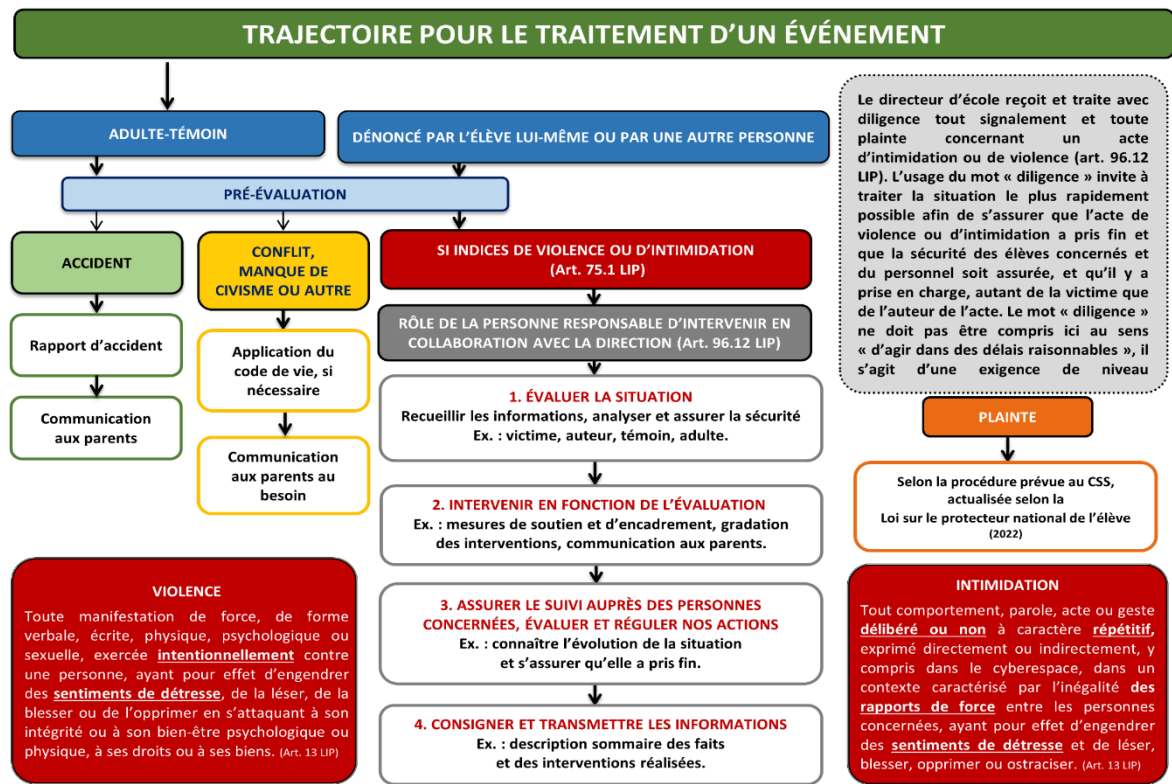 TRAJECTOIRE POUR LE TRAITEMENT D’UN ÉVÉNEMENT
ADULTE-TÉMOIN
DÉNONCÉ PAR L’ÉLÈVE LUI-MÊME OU PAR UNE AUTRE PERSONNE
PRÉ-ÉVALUATION
ACCIDENT
Rapport d’accident
Communication
aux parents
CONFLIT,
MANQUE DE
CIVISME OU AUTRE
Application du
code de vie, si
nécessaire
Communication
aux parents au
besoin
SI INDICES DE VIOLENCE OU D’INTIMIDATION
(Art. 75.1 LIP)
RÔLE DE LA PERSONNE RESPONSABLE D’INTERVENIR EN
COLLABORATION AVEC LA DIRECTION (Art. 96.12 LIP)
1. ÉVALUER LA SITUATION
Recueillir les informations, analyser et assurer la sécurité
Ex. : victime, auteur, témoin, adulte.
2. INTERVENIR EN FONCTION DE L’ÉVALUATION
Ex. : mesures de soutien et d’encadrement, gradation
des interventions, communication aux parents.
3. ASSURER LE SUIVI AUPRÈS DES PERSONNES
CONCERNÉES, ÉVALUER ET RÉGULER NOS ACTIONS
Ex. : connaître l’évolution de la situation
et s’assurer qu’elle a pris fin.
4. CONSIGNER ET TRANSMETTRE LES INFORMATIONS
Ex. : description sommaire des faits
et des interventions réalisées.
Le directeur d’école reçoit et traite avec
diligence tout signalement et toute
plainte concernant un acte
d’intimidation ou de violence (art. 96.12
LIP). L’usage du mot « diligence » invite à
traiter la situation le plus rapidement
possible afin de s’assurer que l’acte de
violence ou d’intimidation a pris fin et
que la sécurité des élèves concernés et
du personnel soit assurée, et qu’il y a
prise en charge, autant de la victime que
de l’auteur de l’acte. Le mot « diligence »
ne doit pas être compris ici au sens
« d’agir dans des délais raisonnables », il
s’agit d’une exigence de niveau
PLAINTE
Selon la procédure prévue au CSS,
actualisée selon la
Loi sur le protecteur national de l’élève
(2022)
VIOLENCE
Toute manifestation de force, de forme
verbale, écrite, physique, psychologique ou
sexuelle, exercée intentionnellement contre
une personne, ayant pour effet d’engendrer
des sentiments de détresse, de la léser, de la
blesser ou de l’opprimer en s’attaquant à son
intégrité ou à son bien-être psychologique ou
physique, à ses droits ou à ses biens. (Art. 13 LIP)
INTIMIDATION
Tout comportement, parole, acte ou geste
délibéré ou non à caractère répétitif,
exprimé directement ou indirectement, y
compris dans le cyberespace, dans un
contexte caractérisé par l’inégalité des
rapports de force entre les personnes
concernées, ayant pour effet d’engendrer
des sentiments de détresse et de léser,
blesser, opprimer ou ostraciser. (Art. 13 LIP)